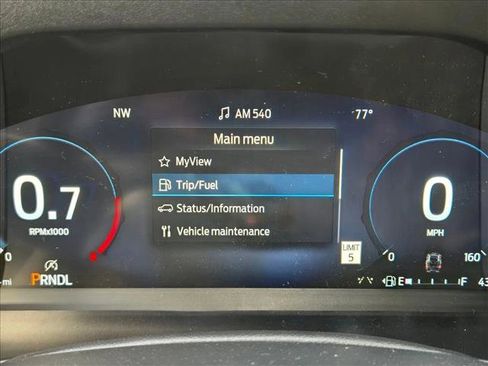 NW
AM 540
77°
Main menu
MyView
Trip/Fuel
Status/Information
Vehicle maintenance
0.7
RPMx1000
0
MPH
LIMIT
5
0
0
160
PRNDL
E
F